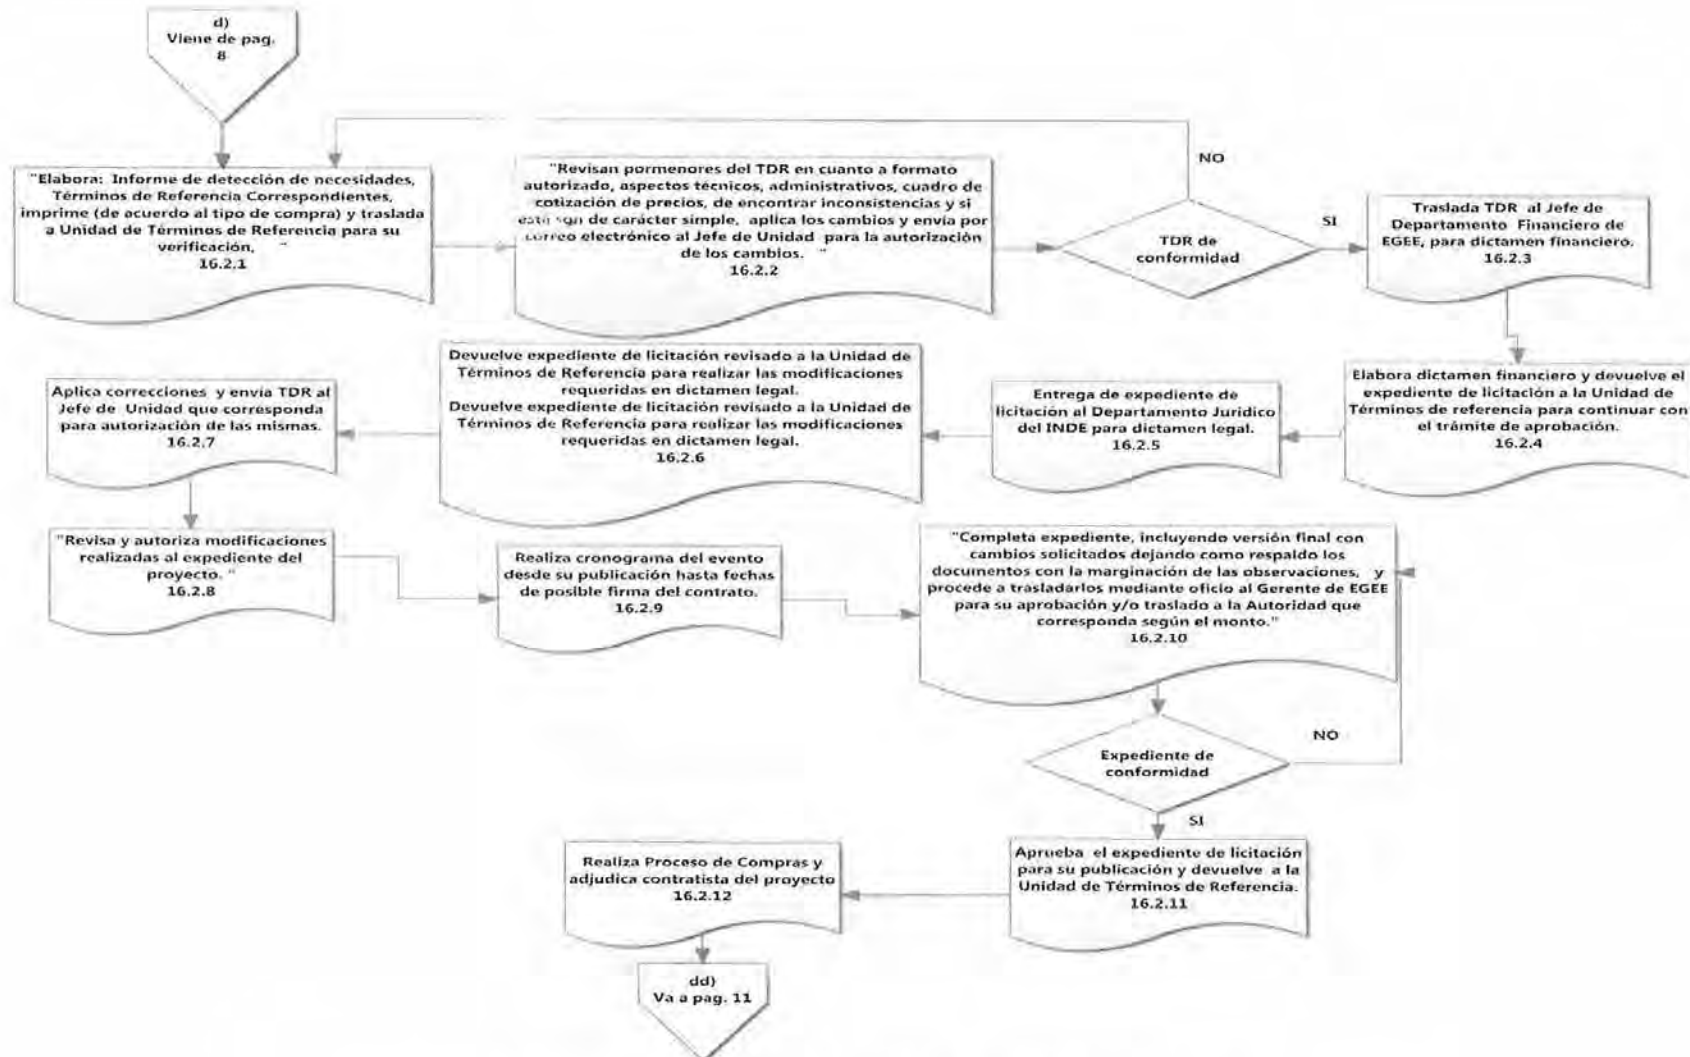 d)
Viene de pag.
8
"Elabora: Informe de detección de necesidades,
Términos de Referencia Correspondientes,
imprime (de acuerdo al tipo de compra) y traslada
a Unidad de Términos de Referencia para su
verificación. "
16.2.1
"Revisan pormenores del TDR en cuanto a formato
autorizado, aspectos técnicos, administrativos, cuadro de
cotización de precios, de encontrar inconsistencias y si
son de carácter simple, aplica los cambios y envía por
correo electrónico al Jefe de Unidad para la autorización
de los cambios. "
16.2.2
NO
TDR de
conformidad
SI
Traslada TDR al Jefe de
Departamento Financiero de
EGEE, para dictamen financiero.
16.2.3
Elabora dictamen financiero y devuelve el
expediente de licitación a la Unidad de
Términos de referencia para continuar con
el trámite de aprobación.
16.2.4
Entrega de expediente de
licitación al Departamento Jurídico
del INDE para dictamen legal.
16.2.5
Devuelve expediente de licitación revisado a la Unidad de
Términos de Referencia para realizar las modificaciones
requeridas en dictamen legal.
Devuelve expediente de licitación revisado a la Unidad de
Términos de Referencia para realizar las modificaciones
requeridas en dictamen legal.
16.2.6
Aplica correcciones y envía TDR al
Jefe de Unidad que corresponda
para autorización de las mismas.
16.2.7
"Revisa y autoriza modificaciones
realizadas al expediente del
proyecto. "
16.2.8
Realiza cronograma del evento
desde su publicación hasta fechas
de posible firma del contrato.
16.2.9
"Completa expediente, incluyendo versión final con
cambios solicitados dejando como respaldo los
documentos con la marginación de las observaciones, y
procede a trasladarlos mediante oficio al Gerente de EGEE
para su aprobación y/o traslado a la Autoridad que
corresponda según el monto."
16.2.10
NO
Expediente de
conformidad
SI
Aprueba el expediente de licitación
para su publicación y devuelve a la
Unidad de Términos de Referencia.
16.2.11
Realiza Proceso de Compras y
adjudica contratista del proyecto
16.2.12
dd)
Va a pag. 11